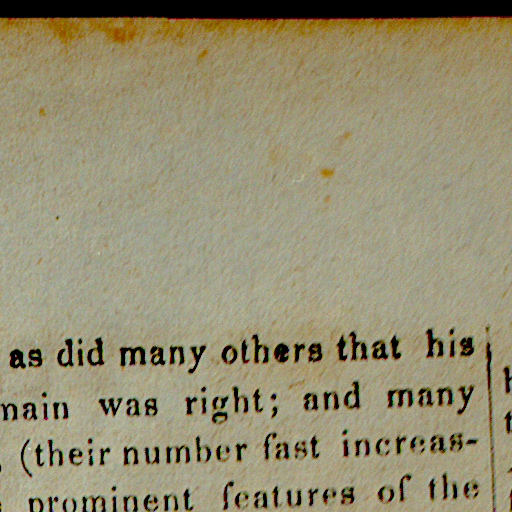 as did many others that his
main was right; and many
(their number fast increas-
prominent features of the